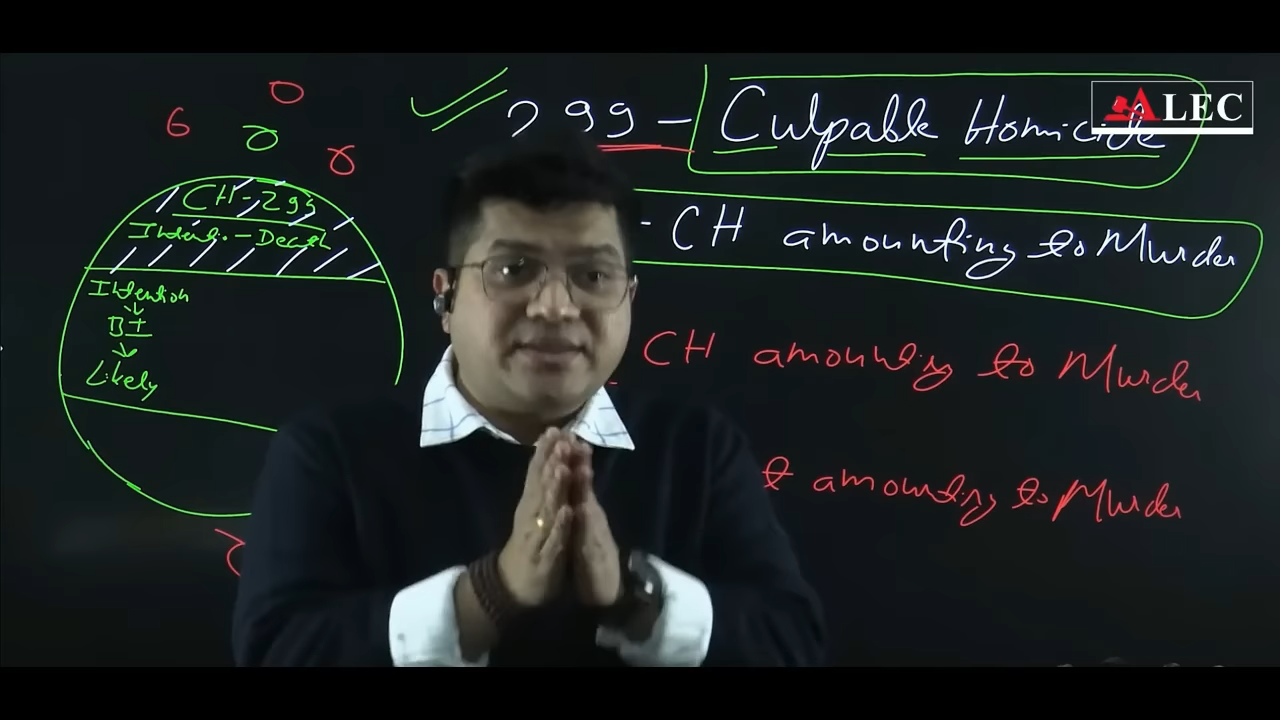 ALEC
299 - Culpable Homicide
CH-299
Intentio.-Death
- CH amounting to Murder
Intention
BI
Likely
CH amounting to Murder
t amounting to Murder